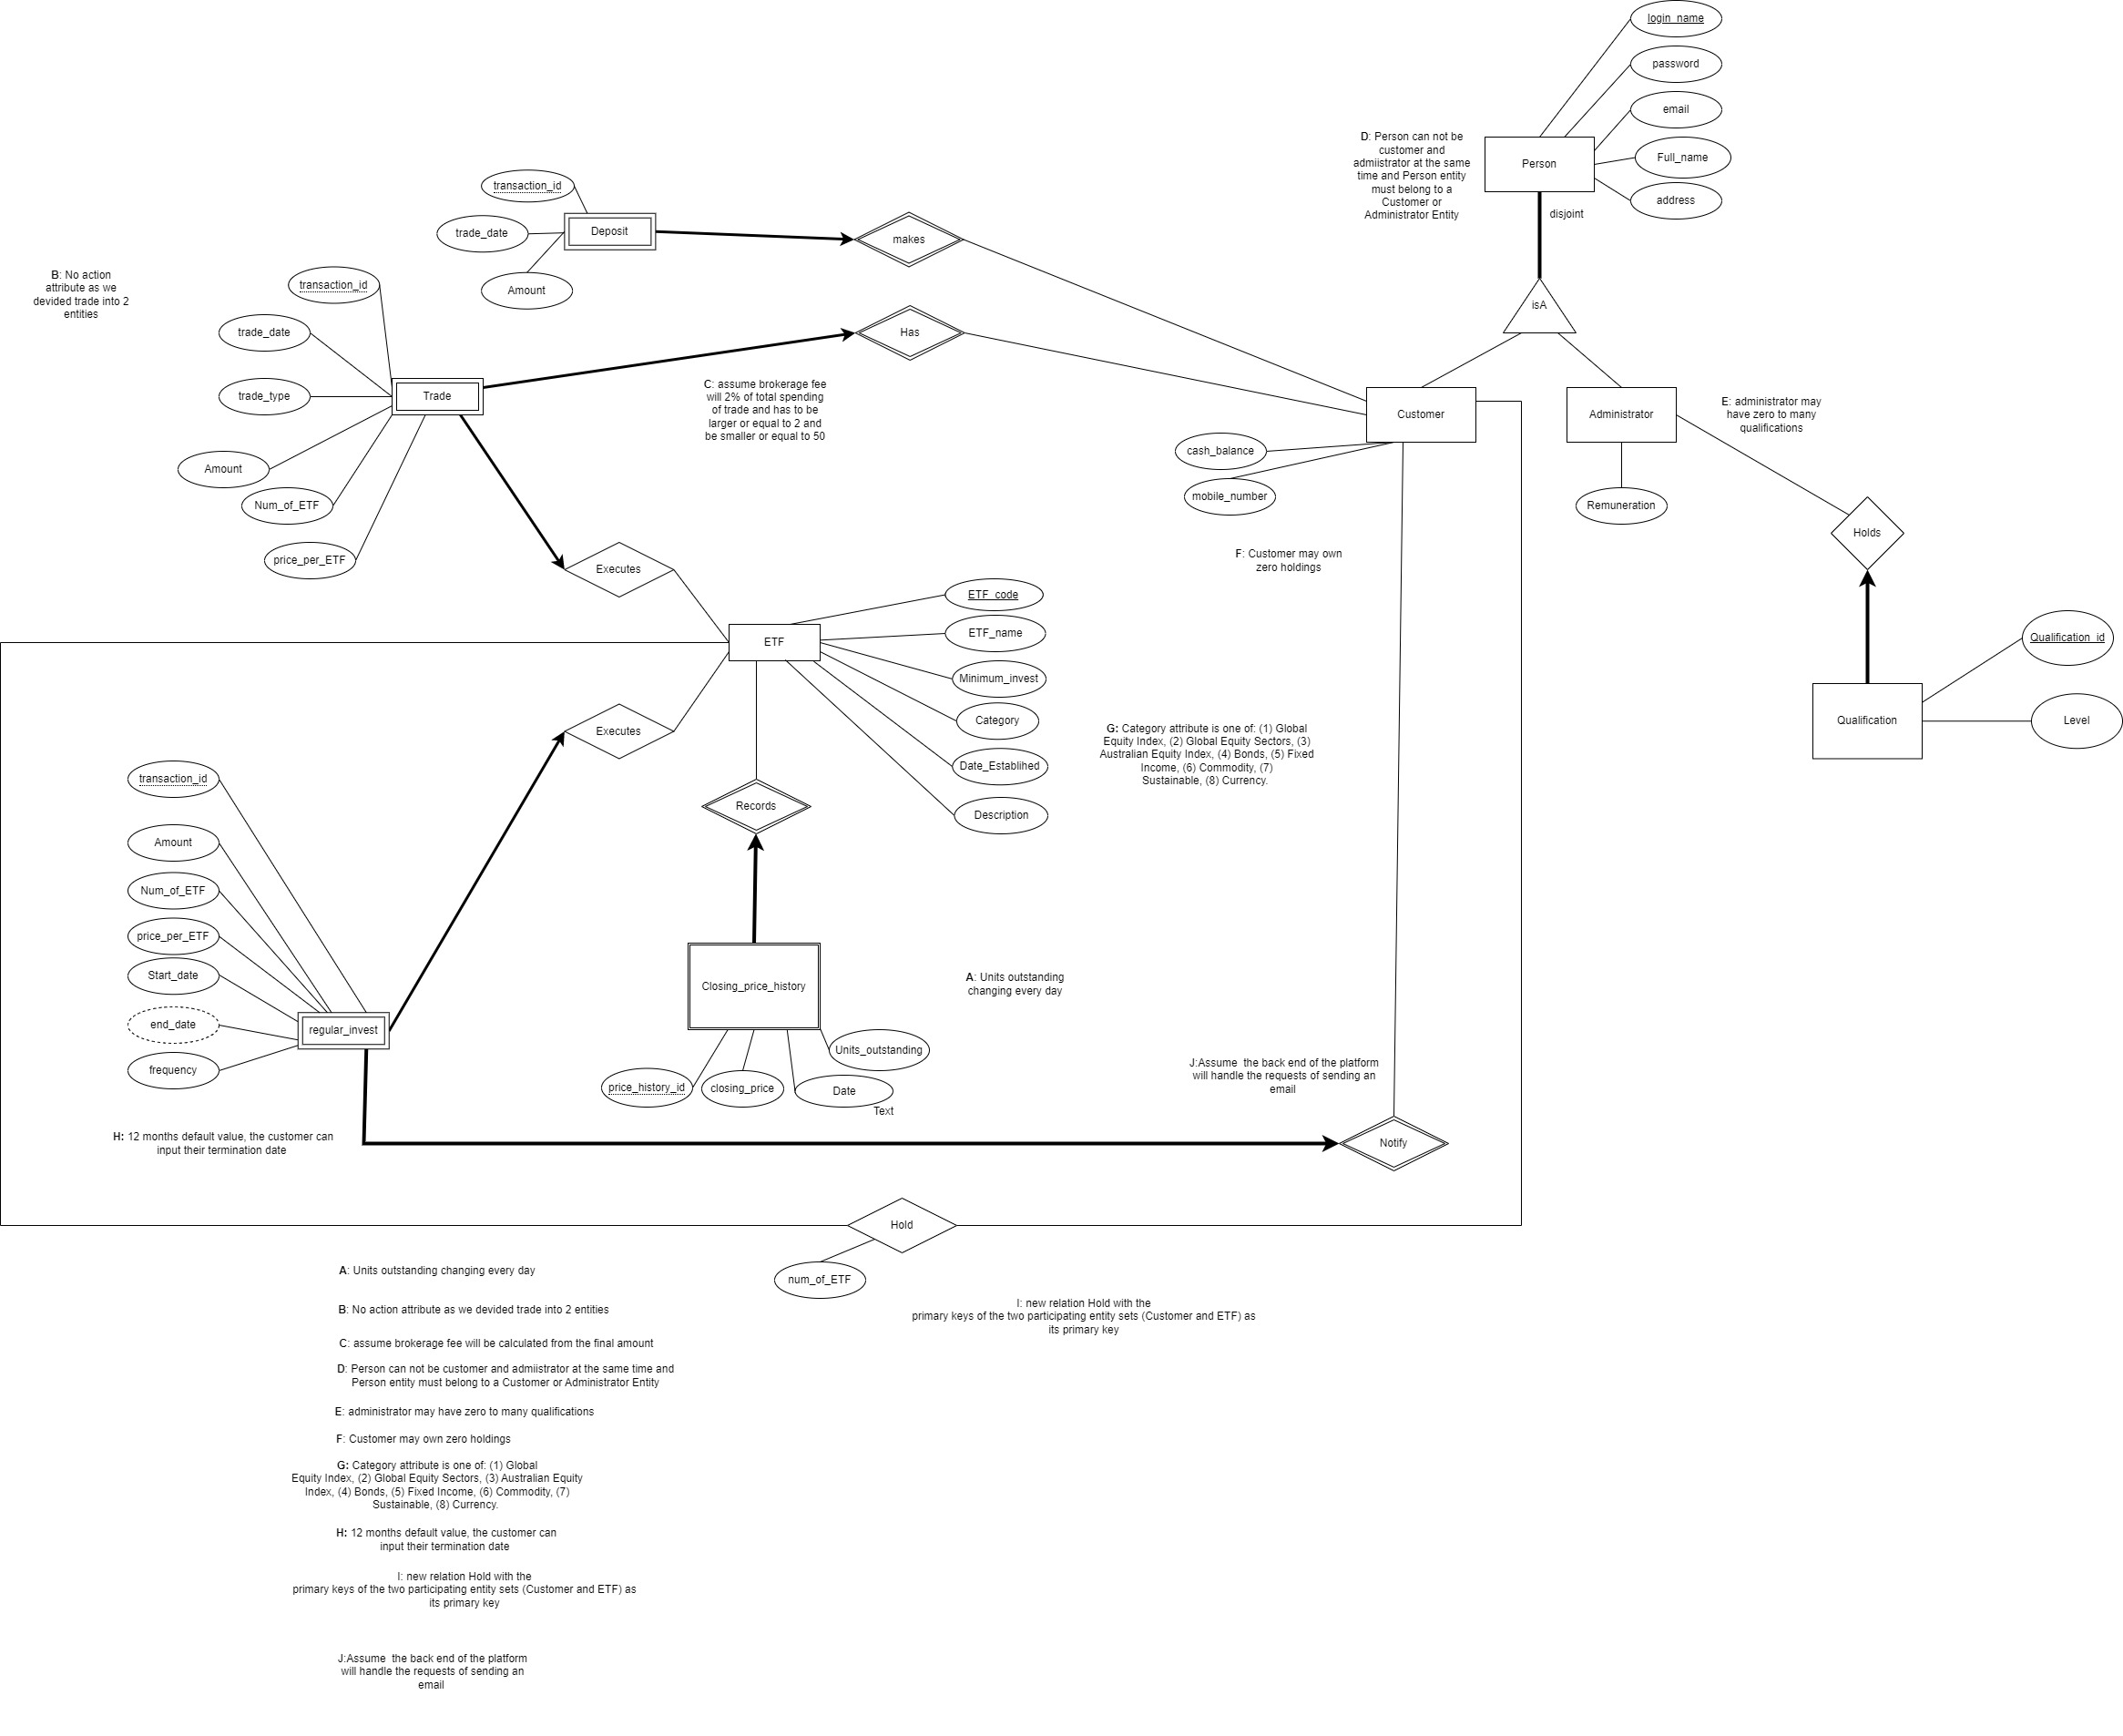 login_name
password
email
Full_name
address
Person
D: Person can not be
customer and
admiistrator at the same
time and Person entity
must belong to a
Customer or
Administrator Entity
disjoint
isA
transaction_id
trade_date
Deposit
Amount
makes
B: No action
attribute as we
devided trade into 2
entities
transaction_id
trade_date
trade_type
Trade
Amount
Num_of_ETF
price_per_ETF
Has
C: assume brokerage fee
will 2% of total spending
of trade and has to be
larger or equal to 2 and
be smaller or equal to 50
Customer
cash_balance
mobile_number
Administrator
Remuneration
E: administrator may
have zero to many
qualifications
Holds
F: Customer may own
zero holdings
Executes
ETF
ETF_code
ETF_name
Minimum_invest
Category
Date_Establihed
Description
Qualification_id
Qualification
Level
Executes
G: Category attribute is one of: (1) Global
Equity Index, (2) Global Equity Sectors, (3)
Australian Equity Index, (4) Bonds, (5) Fixed
Income, (6) Commodity, (7)
Sustainable, (8) Currency.
Records
transaction_id
Amount
Num_of_ETF
price_per_ETF
Start_date
end_date
frequency
regular_invest
Closing_price_history
A: Units outstanding
changing every day
Units_outstanding
price_history_id
closing_price
Date
Text
J:Assume  the back end of the platform
will handle the requests of sending an
email
H: 12 months default value, the customer can
input their termination date
Notify
Hold
num_of_ETF
I: new relation Hold with the
primary keys of the two participating entity sets (Customer and ETF) as
its primary key
A: Units outstanding changing every day
B: No action attribute as we devided trade into 2 entities
C: assume brokerage fee will be calculated from the final amount
D: Person can not be customer and admiistrator at the same time and
Person entity must belong to a Customer or Administrator Entity
E: administrator may have zero to many qualifications
F: Customer may own zero holdings
G: Category attribute is one of: (1) Global
Equity Index, (2) Global Equity Sectors, (3) Australian Equity
Index, (4) Bonds, (5) Fixed Income, (6) Commodity, (7)
Sustainable, (8) Currency.
H: 12 months default value, the customer can
input their termination date
I: new relation Hold with the
primary keys of the two participating entity sets (Customer and ETF) as
its primary key
J:Assume  the back end of the platform
will handle the requests of sending an
email